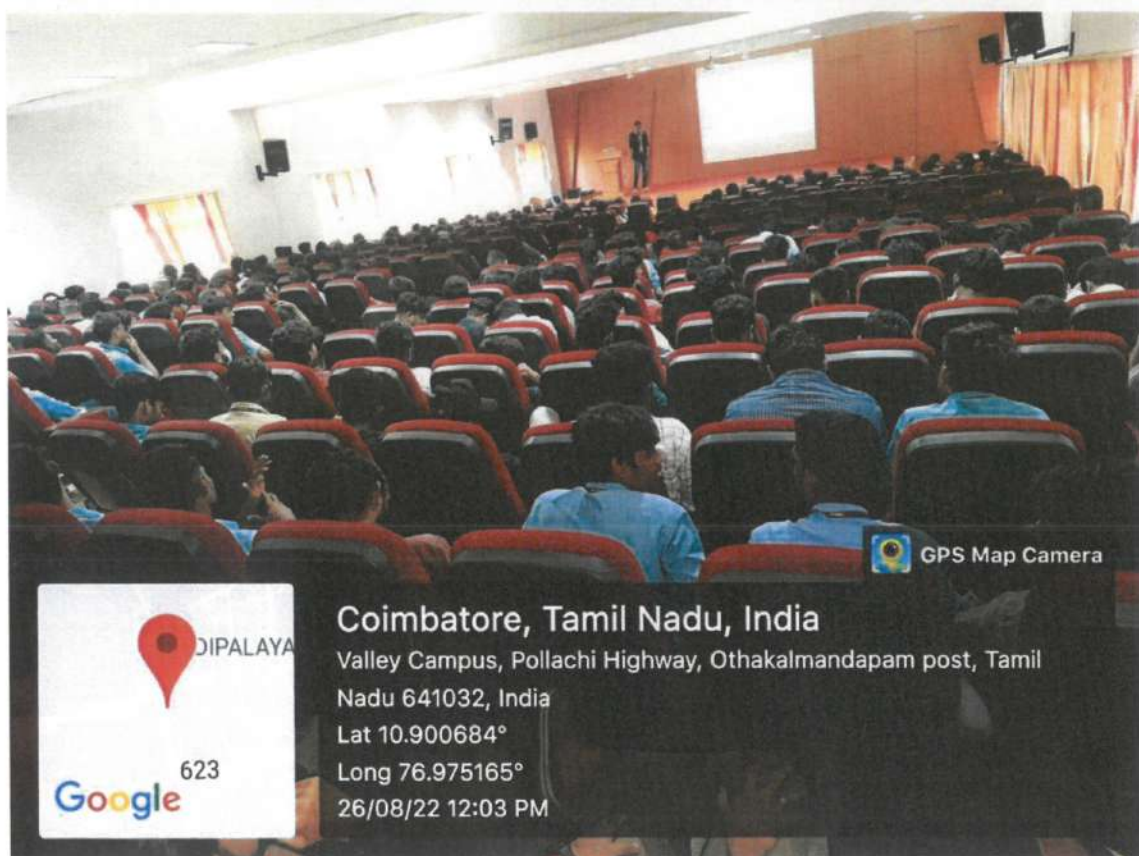 GPS Map Camera
DIPALAYA
623
Google
Coimbatore, Tamil Nadu, India
Valley Campus, Pollachi Highway, Othakalmandapam post, Tamil
Nadu 641032, India
Lat 10.900684°
Long 76.975165°
26/08/22 12:03 PM